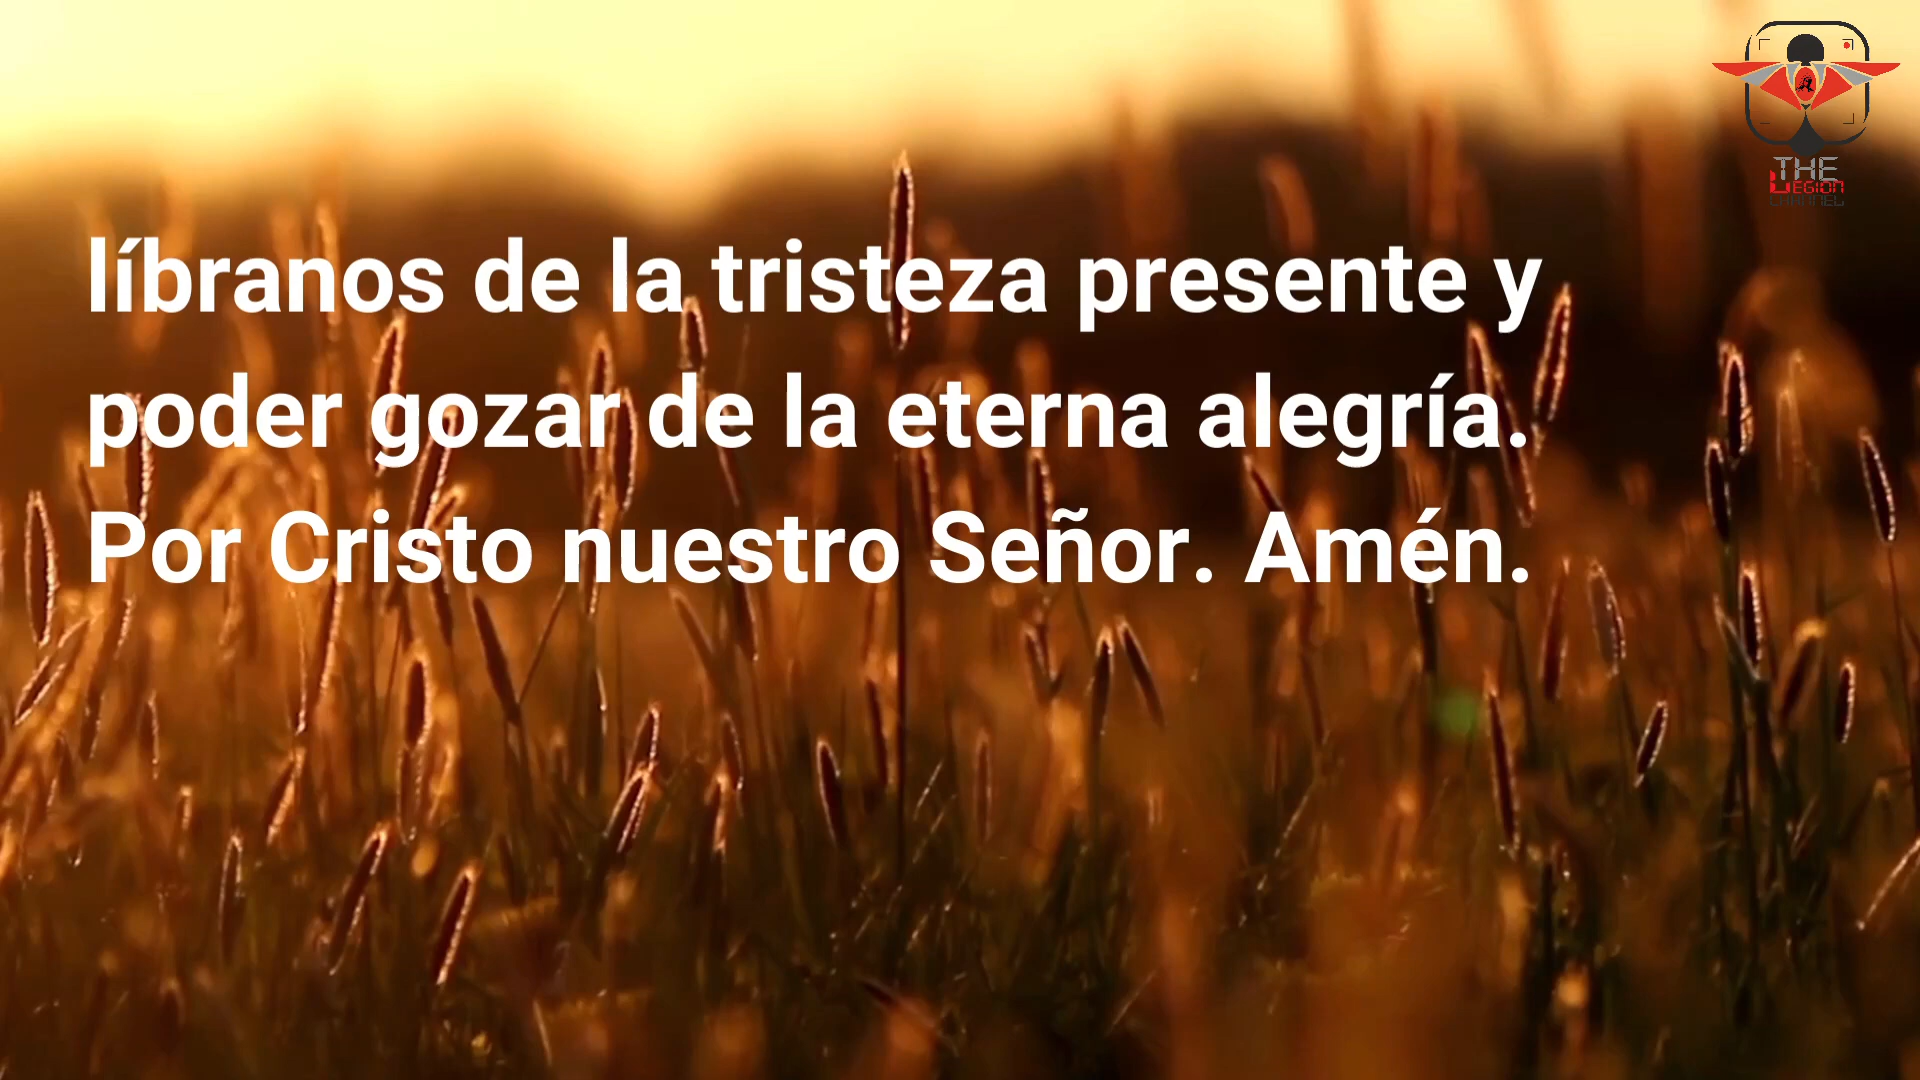 THE
LEGION
CHANNEL
líbranos de la tristeza presente y
poder gozar de la eterna alegría.
Por Cristo nuestro Señor. Amén.